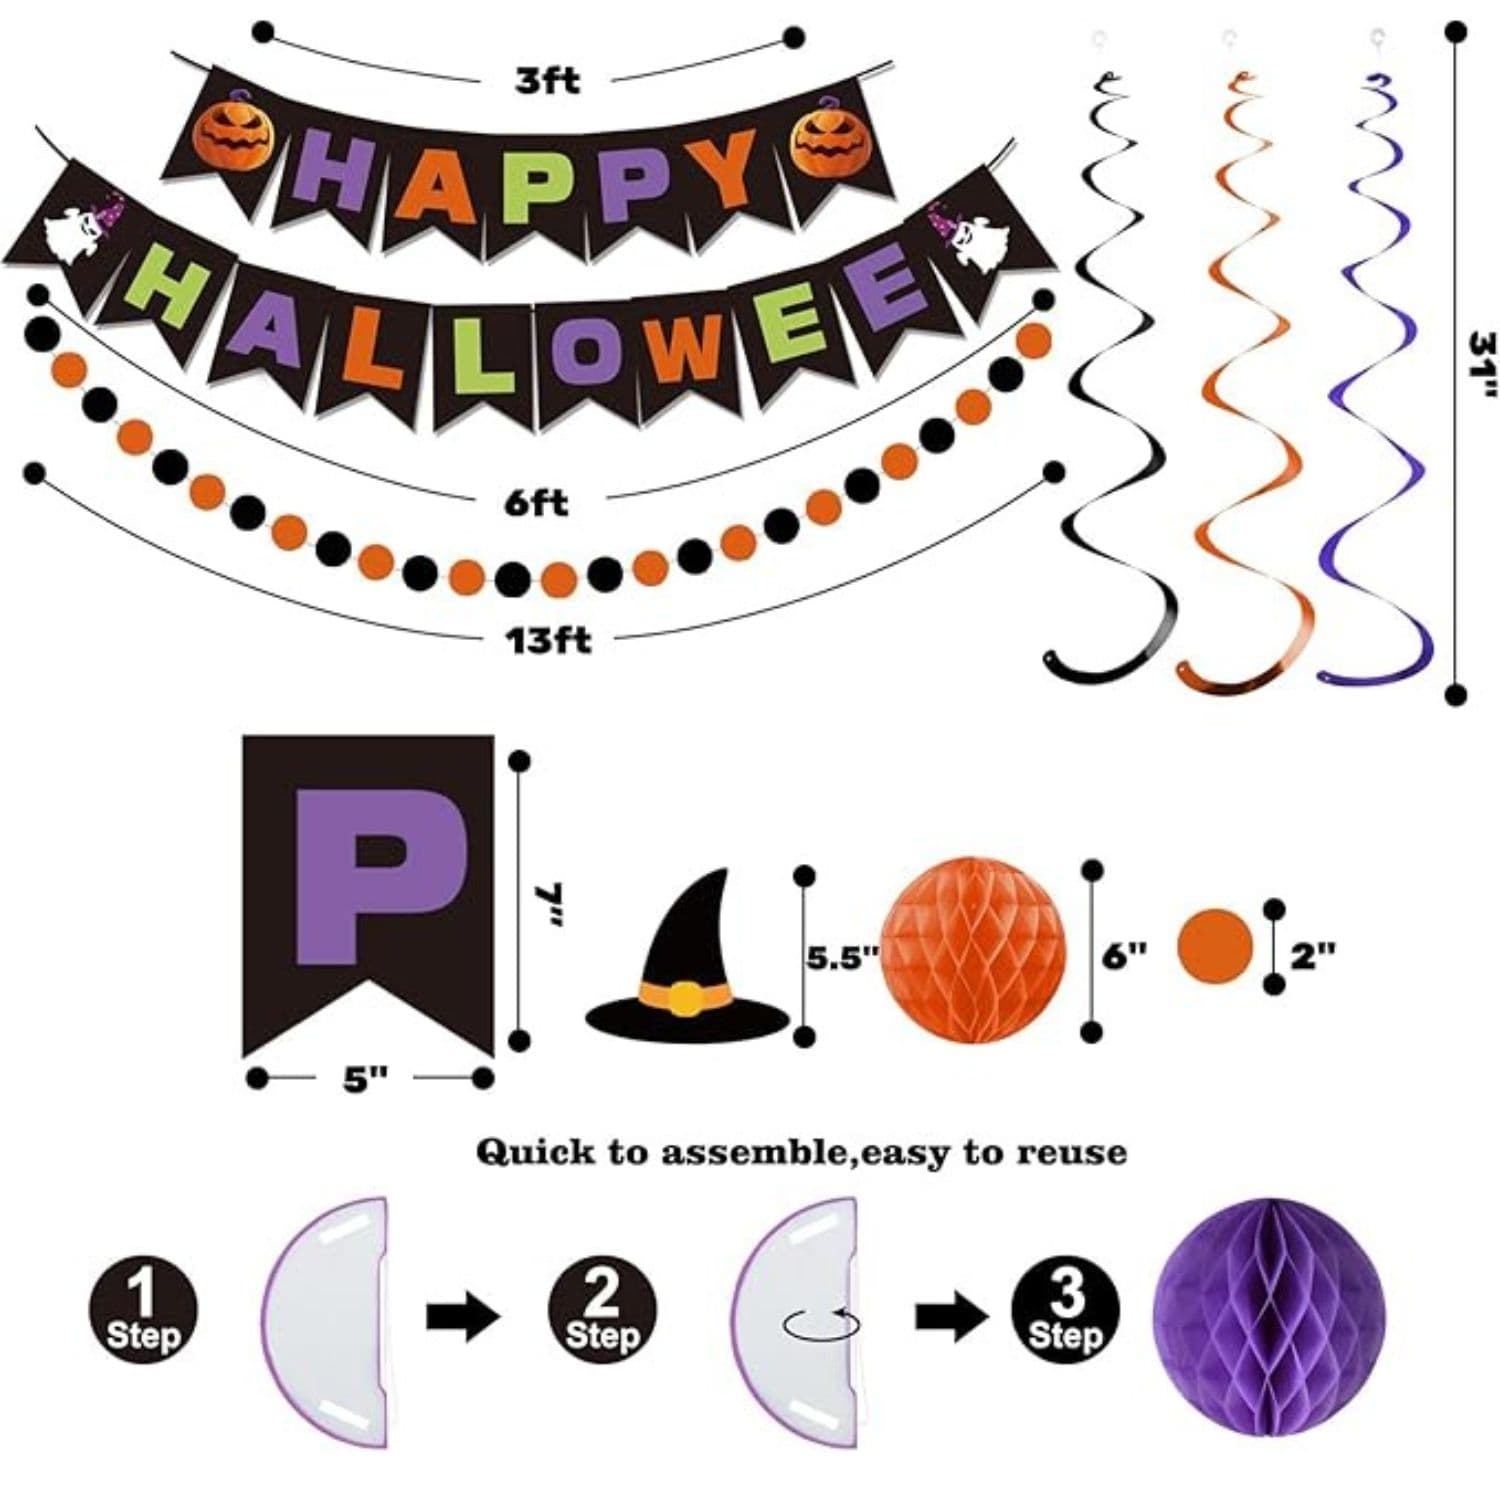 3ft
HAPPY
HALLOWEE
6ft
13ft
31"
P
7"
5"
5.5"
6"
2"
Quick to assemble,easy to reuse
1
Step
2
Step
3
Step